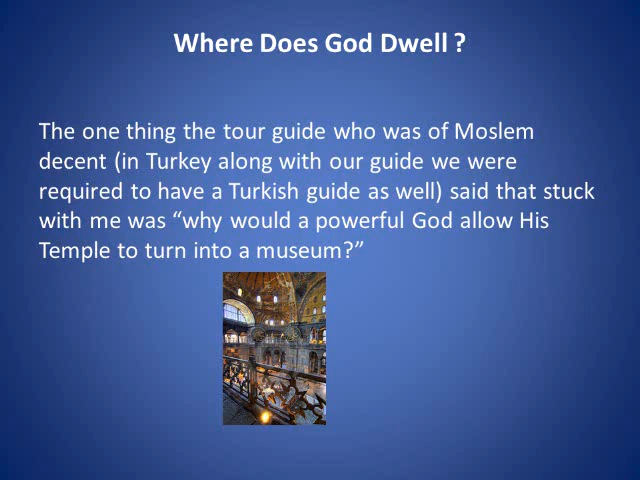 Where Does God Dwell ?
The one thing the tour guide who was of Moslem
decent (in Turkey along with our guide we were
required to have a Turkish guide as well) said that stuck
with me was “why would a powerful God allow His
Temple to turn into a museum?”